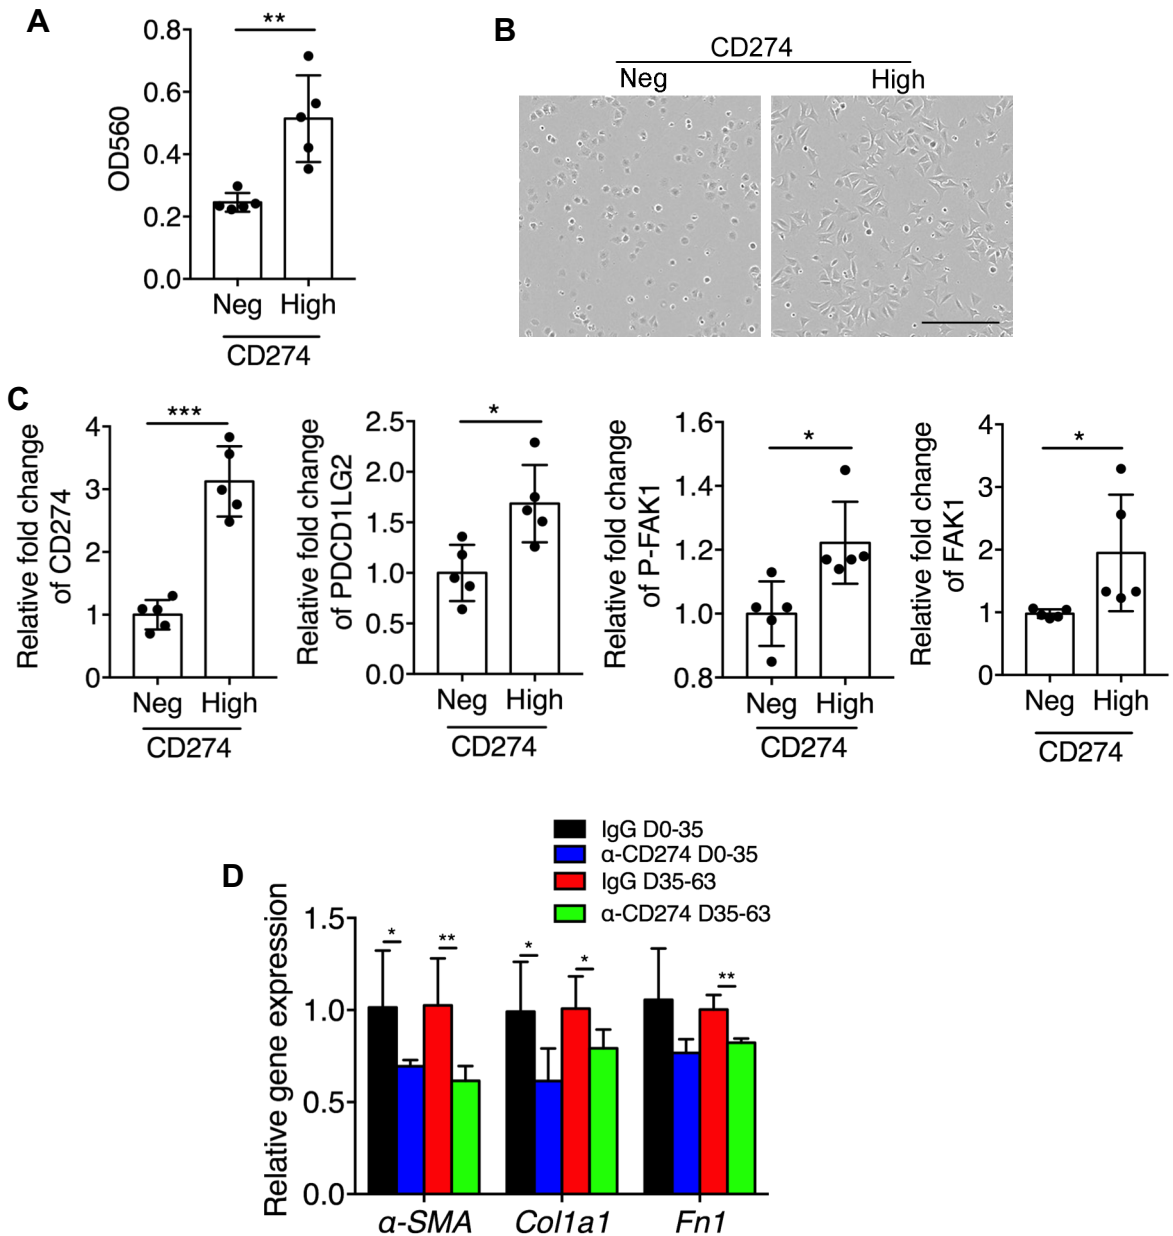 A
**
0.8
0.6
0.4
0.2
0.0
OD560
Neg High
CD274
B
CD274
Neg High
C
***
4
3
2
1
0
Relative fold change
of CD274
Neg High
CD274
*
2.5
2.0
1.5
1.0
0.5
0.0
Relative fold change
of PDCD1LG2
Neg High
CD274
*
1.6
1.4
1.2
1.0
0.8
Relative fold change
of P-FAK1
Neg High
CD274
*
4
3
2
1
0
Relative fold change
of FAK1
Neg High
CD274
D
IgG D0-35
α-CD274 D0-35
IgG D35-63
α-CD274 D35-63
1.5
1.0
0.5
0.0
Relative gene expression
* ** * * **
α-SMA Col1a1 Fn1